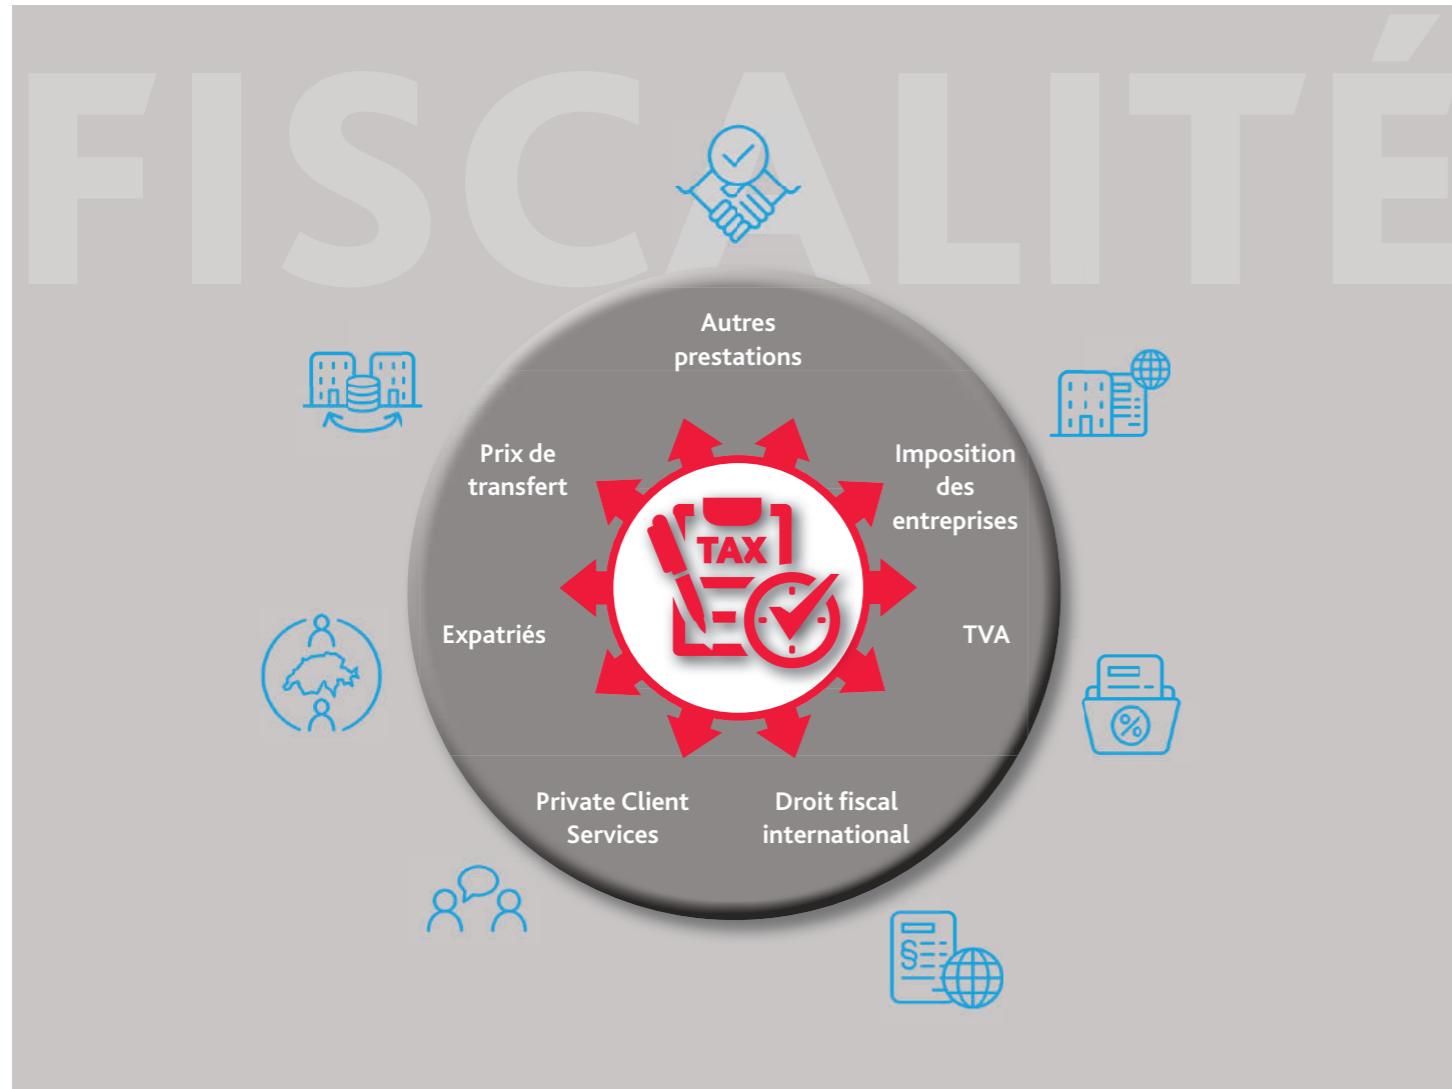 FISCALITÉ
Autres
prestations
Prix de
transfert
Imposition
des
entreprises
TAX
Expatriés
TVA
Private Client
Services
Droit fiscal
international
%
§
§